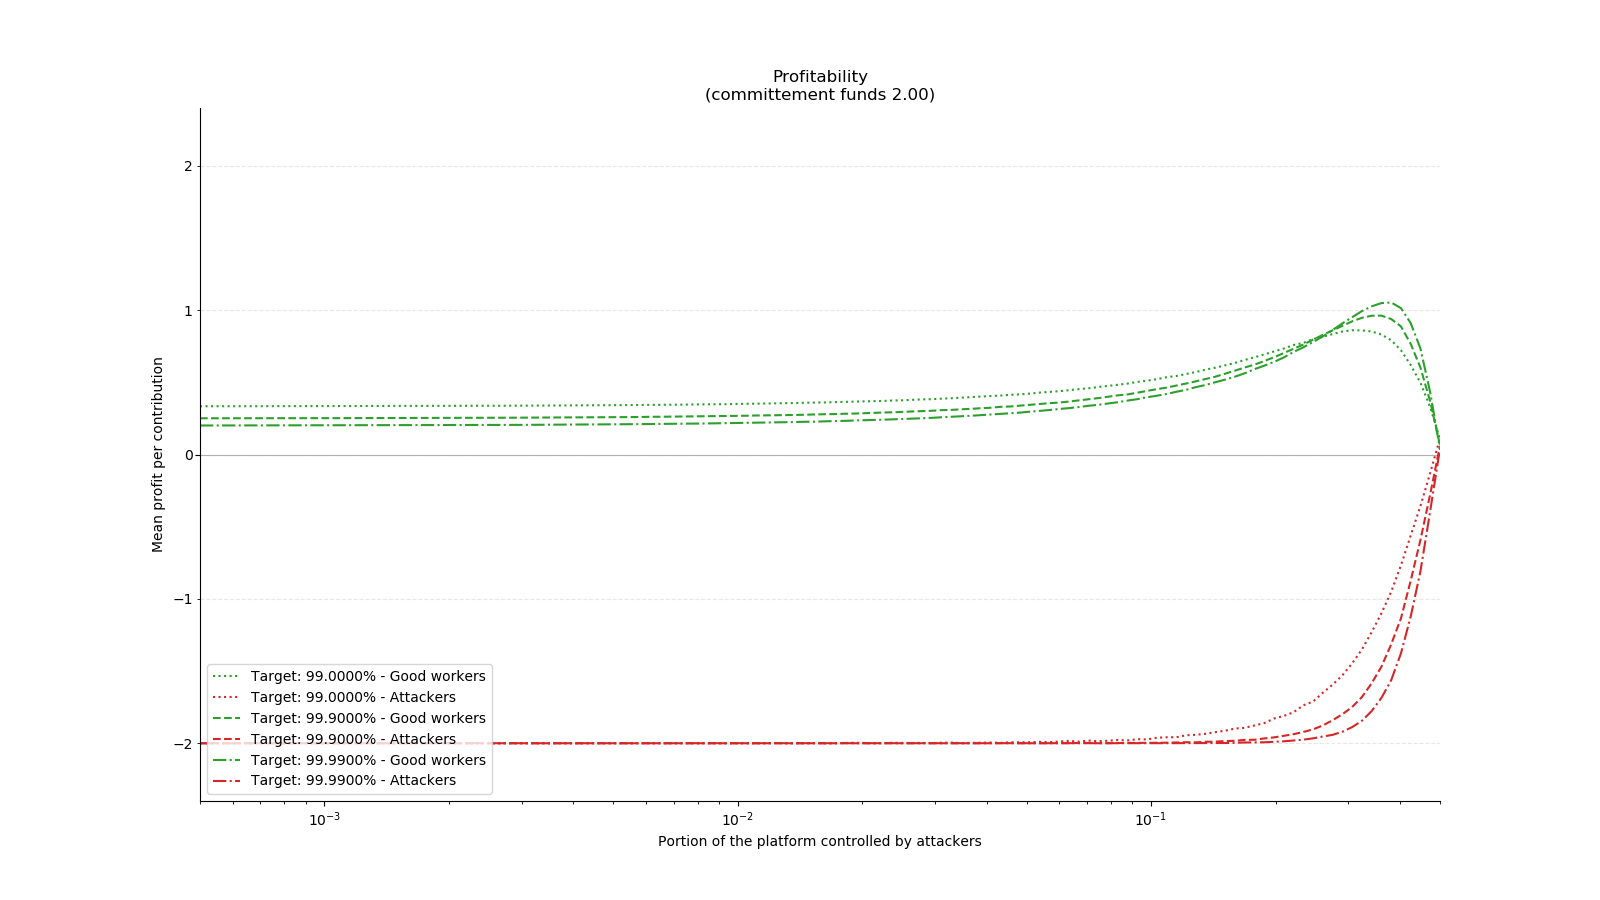 Profitability
(committement funds 2.00)
Mean profit per contribution
2
1
0
−1
−2
Target: 99.0000% - Good workers
Target: 99.0000% - Attackers
Target: 99.9000% - Good workers
Target: 99.9000% - Attackers
Target: 99.9900% - Good workers
Target: 99.9900% - Attackers
10⁻³ 10⁻² 10⁻¹
Portion of the platform controlled by attackers